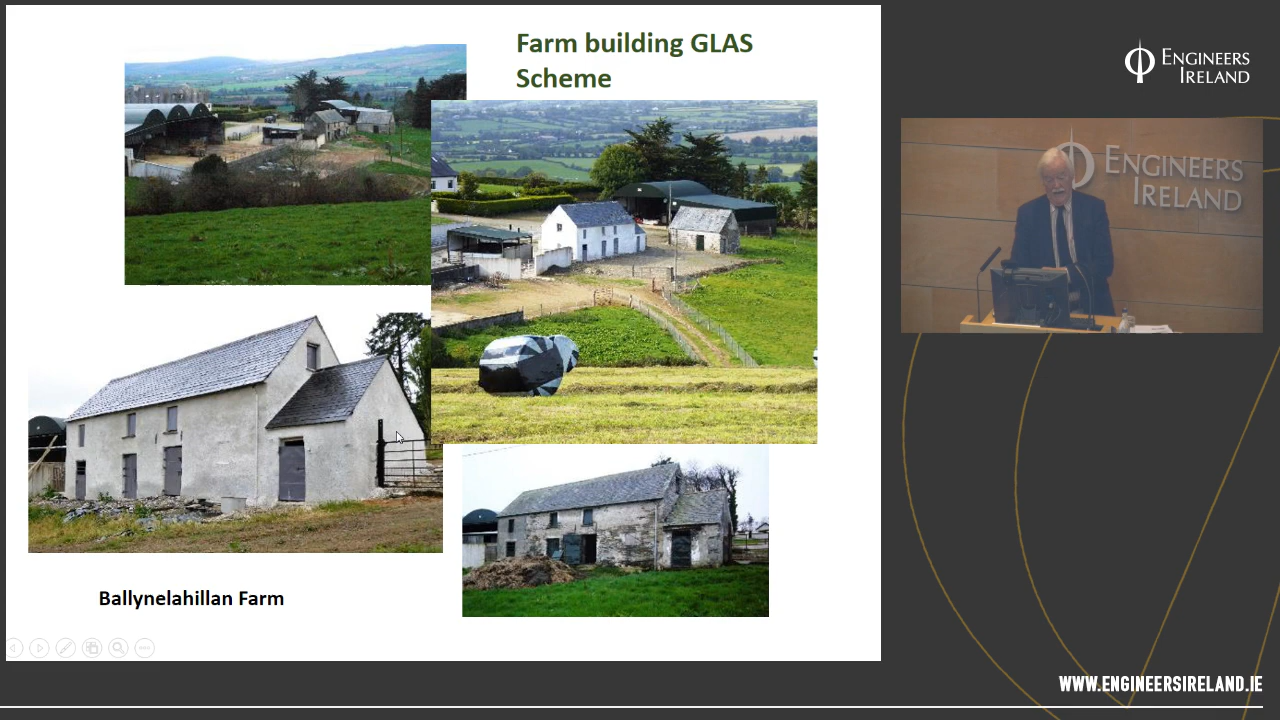 Farm building GLAS
Scheme
Ballynelahillan Farm
ENGINEERS
IRELAND
ENGINEERS
IRELAND
WWW.ENGINEERSIRELAND.IE